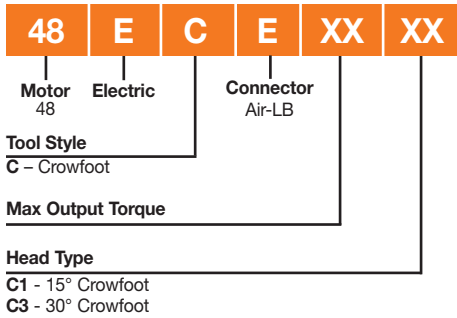 48 E C E XX XX
Motor Electric Connector
48 Air-LB
Tool Style
C – Crowfoot
Max Output Torque
Head Type
C1 - 15° Crowfoot
C3 - 30° Crowfoot